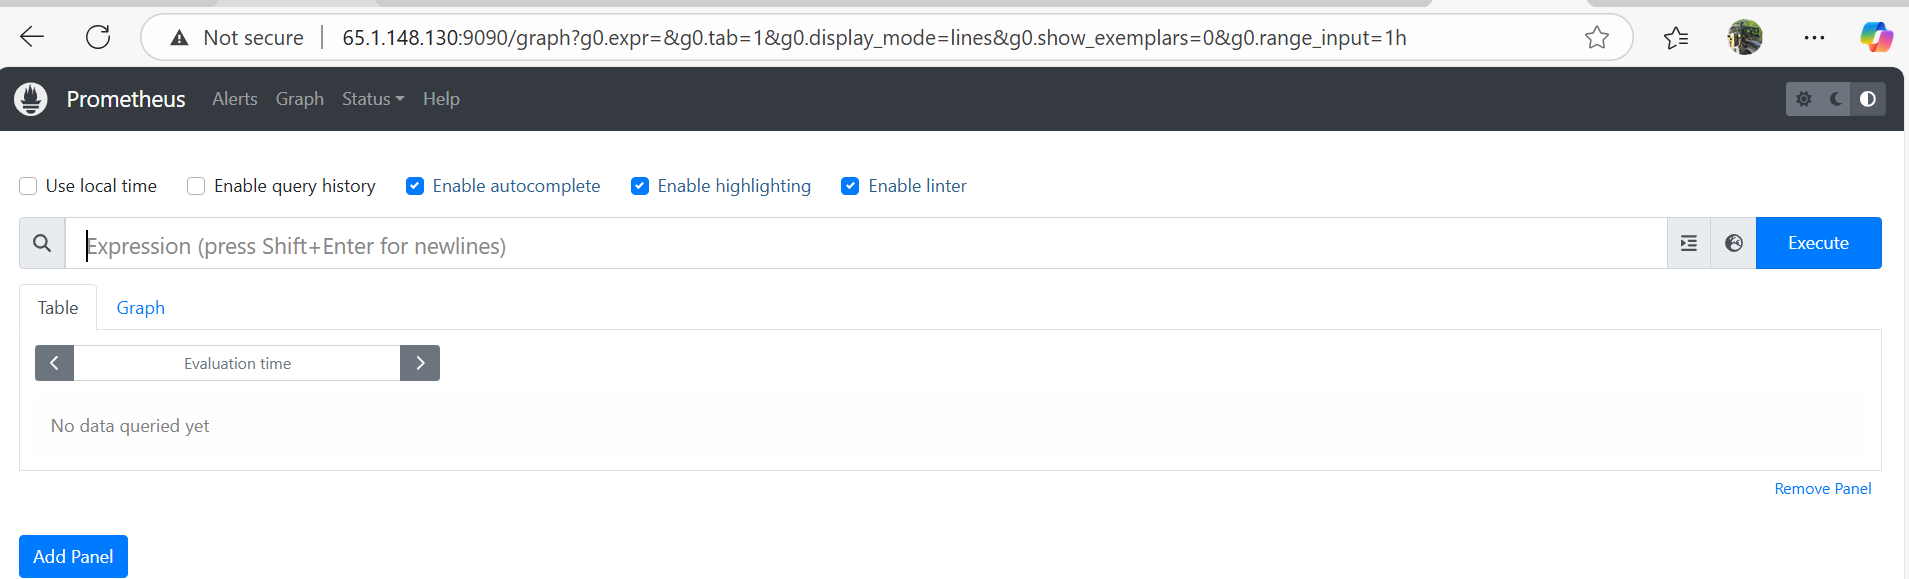 Not secure 65.1.148.130:9090/graph?g0.expr=&g0.tab=1&g0.display_mode=lines&g0.show_exemplars=0&g0.range_input=1h
Prometheus Alerts Graph Status Help
Use local time Enable query history Enable autocomplete Enable highlighting Enable linter
Expression (press Shift+Enter for newlines) Execute
Table Graph
Evaluation time
No data queried yet
Remove Panel
Add Panel